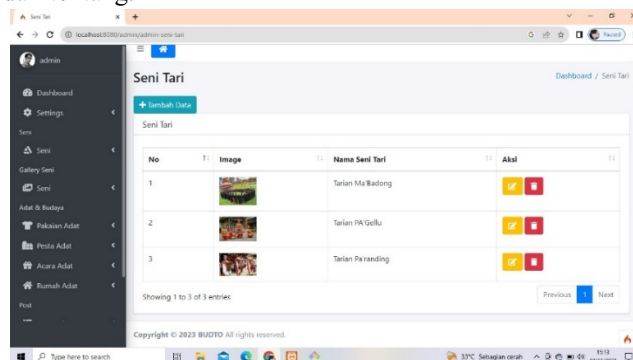 Seni Tari
localhost:8080/admin/admin-seni-tari
Paused
admin
Dashboard
Settings
Seni
Seni
Gallery Seni
Seni
Adat & Budaya
Pakaian Adat
Pesta Adat
Acara Adat
Rumah Adat
Post
Seni Tari
Dashboard / Seni Tari
+ Tambah Data
Seni Tari
No Image Nama Seni Tari Aksi
1 Tarian Ma'Badong
2 Tarian PA'Gellu
3 Tarian Pa'randing
Showing 1 to 3 of 3 entries
Previous 1 Next
Copyright © 2023 BUDTO All rights reserved.
Type here to search
33°C Sebagian cerah
15:13